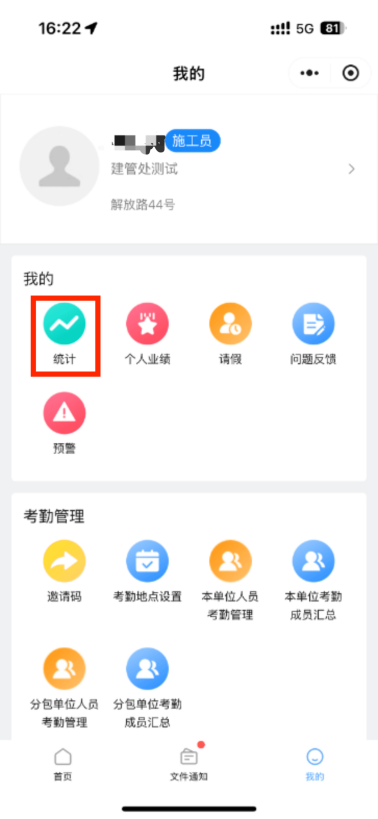 16:22
5G
81
我的
施工员
建管处测试
解放路44号
我的
统计
个人业绩
请假
问题反馈
预警
考勤管理
邀请码
考勤地点设置
本单位人员
考勤管理
本单位考勤
成员汇总
分包单位人员
考勤管理
分包单位考勤
成员汇总
首页
文件通知
我的